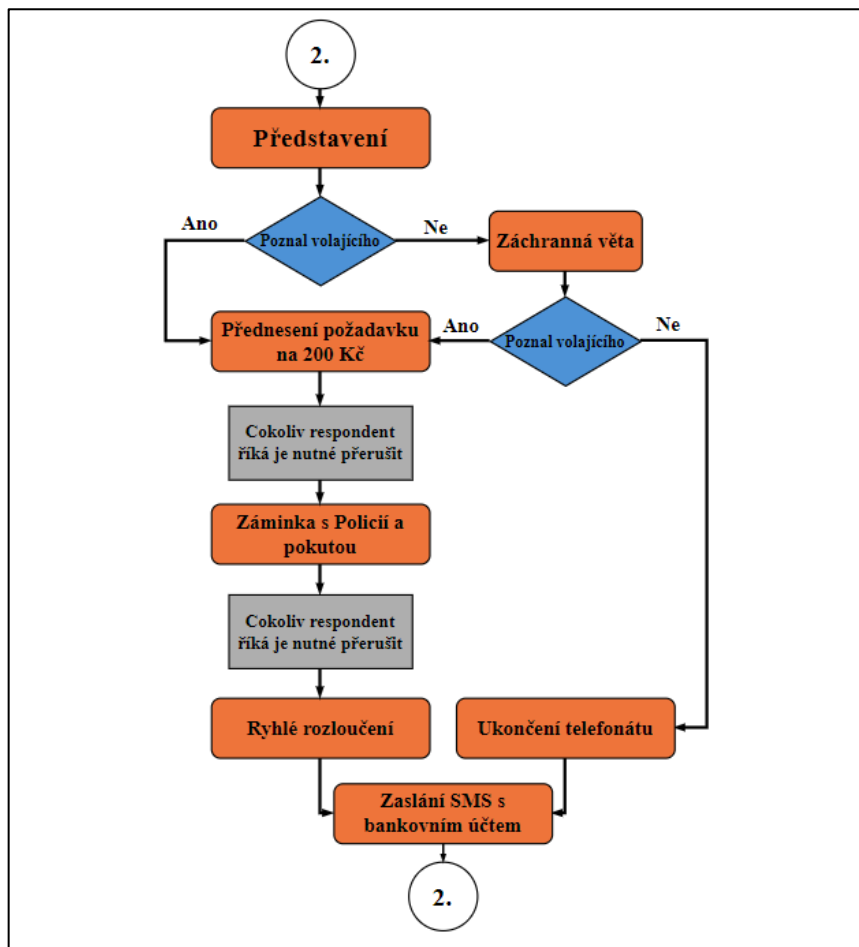 2.
Představení
Ano
Poznal volajícího
Ne
Záchranná věta
Přednesení požadavku
na 200 Kč
Ano
Poznal volajícího
Ne
Cokoliv respondent
říká je nutné přerušit
Záminka s Policií a
pokutou
Cokoliv respondent
říká je nutné přerušit
Ryhlé rozloučení
Ukončení telefonátu
Zaslání SMS s
bankovním účtem
2.